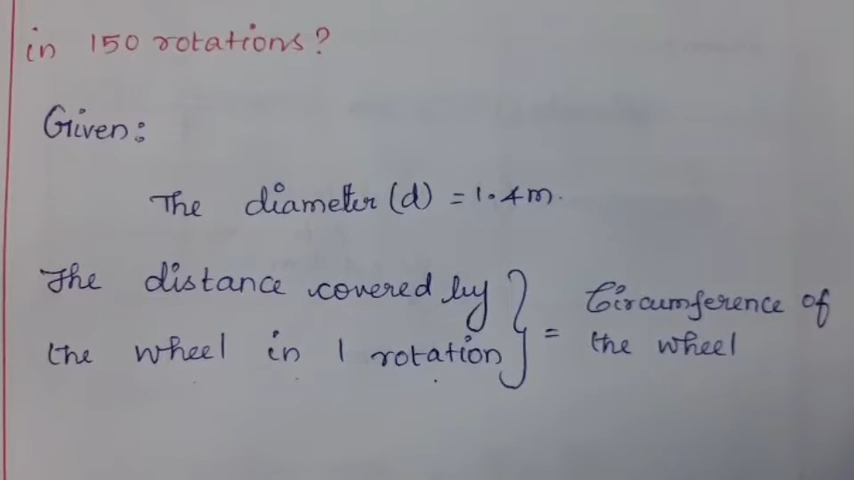 in 150 rotations?
Given:
The diameter (d) = 1.4m.
The distance covered by
the wheel in 1 rotation } = Circumference of
the wheel